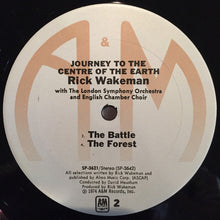 A & M
JOURNEY TO THE
CENTRE OF THE EARTH
Rick Wakeman
with The London Symphony Orchestra
and English Chamber Choir
3. The Battle
4. The Forest
SP-3621/Stereo (SP-3642)
All selections written by Rick Wakeman and
published by Almo Music Corp. (ASCAP)
Conducted by David Measham
Produced by Rick Wakeman
℗ 1974 A&M Records, Inc.
A&M 2